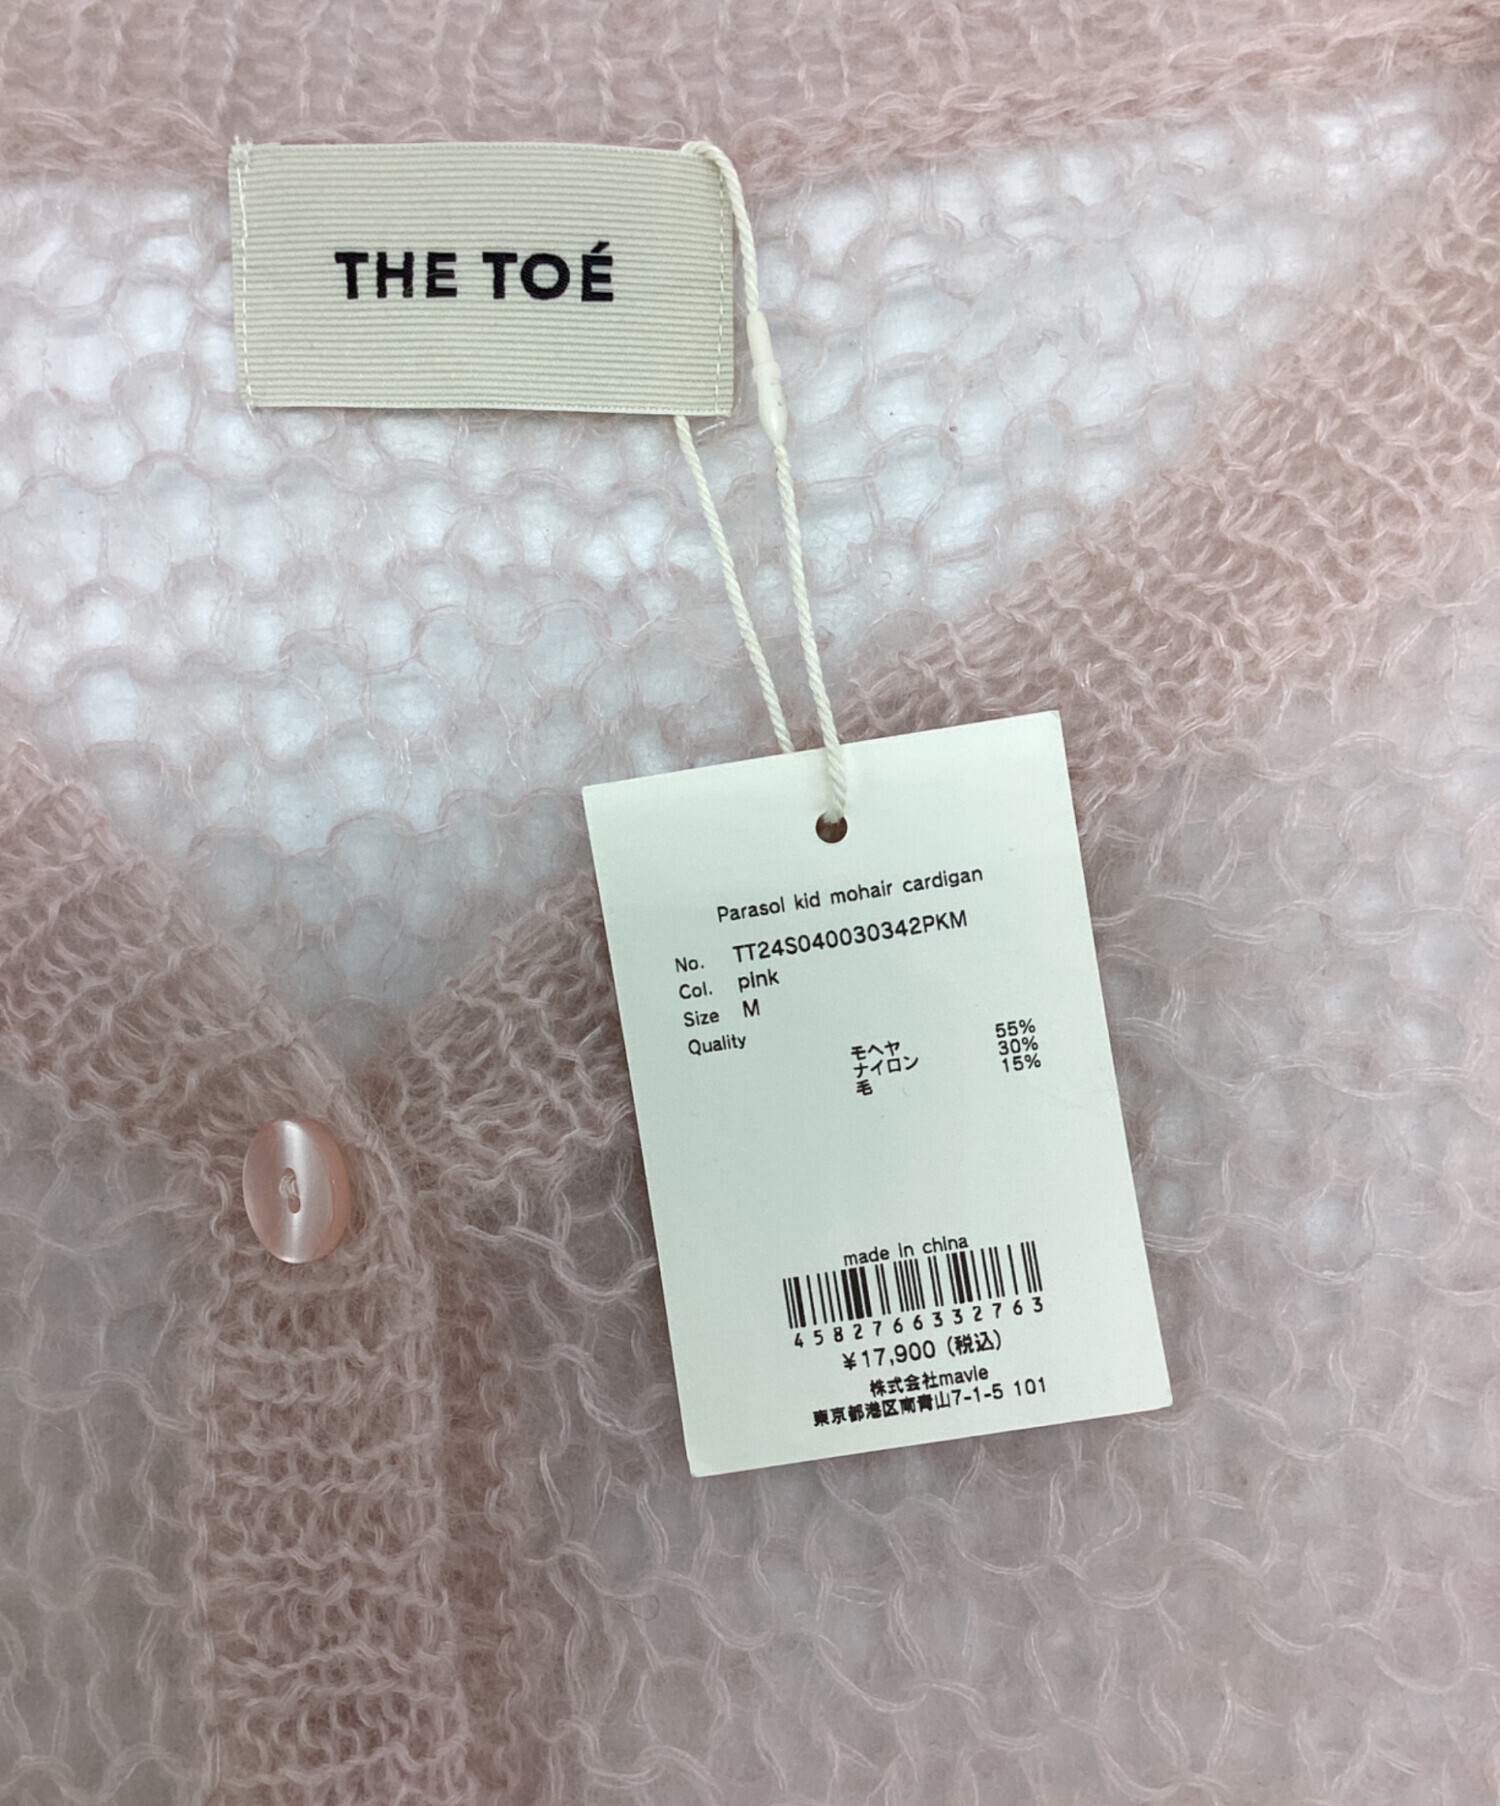 THE TOÉ
Parasol kid mohair cardigan
No. TT24S040030342PKM
Col. pink
Size M
Quality
モヘヤ 55%
ナイロン 30%
毛 15%
made in china
4582766332763
¥17,900 (税込)
株式会社mavie
東京都港区南青山7-1-5 101